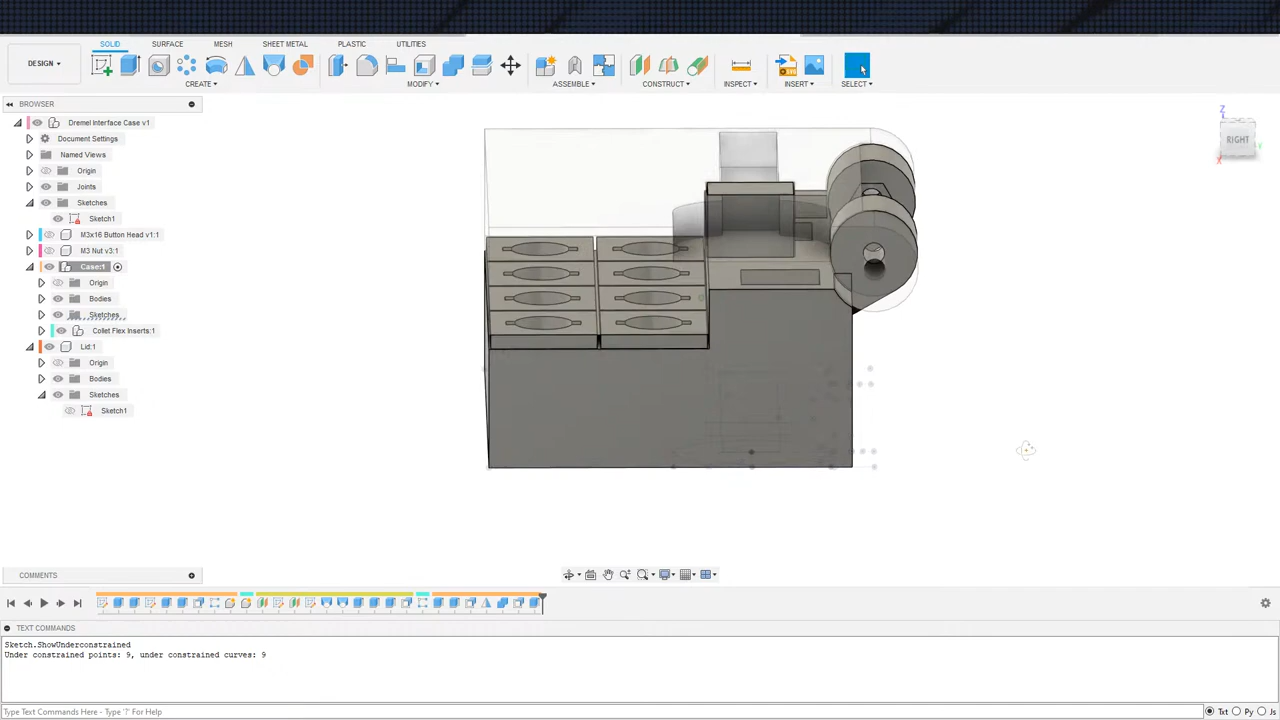 SOLID SURFACE MESH SHEET METAL PLASTIC UTILITIES
DESIGN
CREATE MODIFY ASSEMBLE CONSTRUCT INSPECT INSERT SELECT
BROWSER
Dremel Interface Case v1
Document Settings
Named Views
Origin
Joints
Sketches
Sketch1
M3x16 Button Head v1:1
M3 Nut v3:1
Case:1
Origin
Bodies
Sketches
Collet Flex Inserts:1
Lid:1
Origin
Bodies
Sketches
Sketch1
Z
RIGHT
X
Y
COMMENTS
TEXT COMMANDS
Sketch.ShowUnderconstrained
Under constrained points: 9, under constrained curves: 9
Type Text Commands Here - Type '?' For Help
Txt Py Js